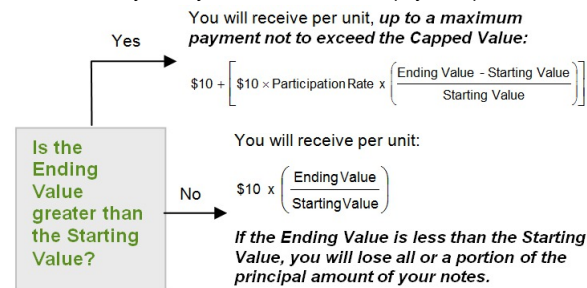 You will receive per unit, up to a maximum
payment not to exceed the Capped Value:
Yes
$10 + [$10 × Participation Rate x (Ending Value - Starting Value / Starting Value)]
Is the
Ending
Value
greater than
the Starting
Value?
No
You will receive per unit:
$10 x (Ending Value / Starting Value)
If the Ending Value is less than the Starting
Value, you will lose all or a portion of the
principal amount of your notes.